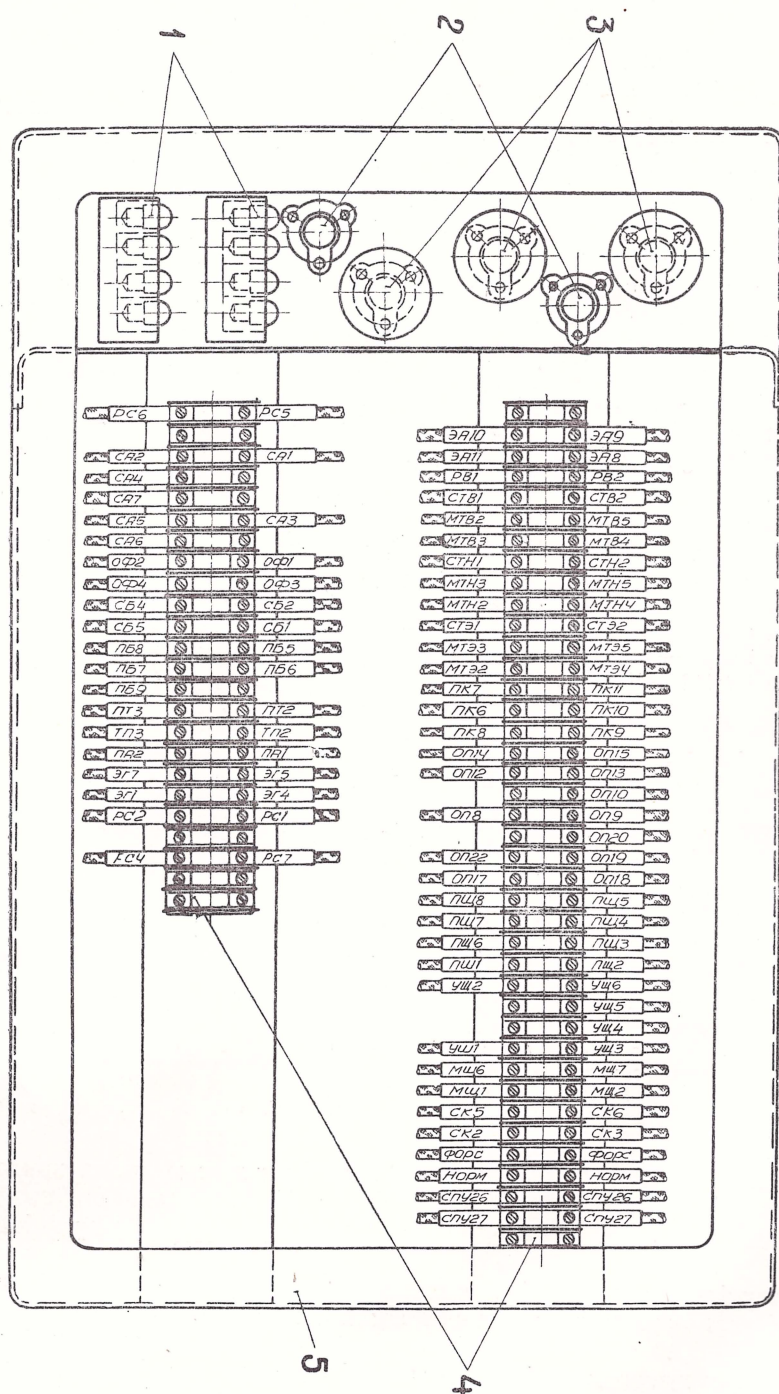 1 2 3
РС6 РС5
СА2 СА1
СА4
СА7
СА5 СА3
СА6
ОФ2 ОФ1
ОФ4 ОФ3
СБ4 СБ2
СБ5 СБ1
ПБ8 ПБ5
ПБ7 ПБ6
ПБ9
ПТ3 ПТ2
ТП3 ТП2
ПА2 ПА1
ЭГ7 ЭГ5
ЭГ1 ЭГ4
РС2 РС1
РС4 РС7
ЭА10 ЭА9
ЭА11 ЭА8
РВ1 РВ2
СТВ1 СТВ2
МТВ2 МТВ5
МТВ3 МТВ4
СТН1 СТН2
МТН3 МТН5
МТН2 МТН4
СТЭ1 СТЭ2
МТЭ3 МТЭ5
МТЭ2 МТЭ4
ПК7 ПК11
ПК6 ПК10
ПК8 ПК9
ОП14 ОП15
ОП12 ОП13
ОП10
ОП8 ОП9
ОП20
ОП22 ОП19
ОП17 ОП18
ПЩ8 ПЩ5
ПЩ7 ПЩ4
ПЩ6 ПЩ3
ПЩ1 ПЩ2
УЩ2 УЩ6
УЩ5
УЩ4
УЩ1 УЩ3
МЩ6 МЩ7
МЩ1 МЩ2
СК5 СК6
СК2 СК3
ФОРС ФОРС
НОРМ НОРМ
СПУ26 СПУ26
СПУ27 СПУ27
5 4